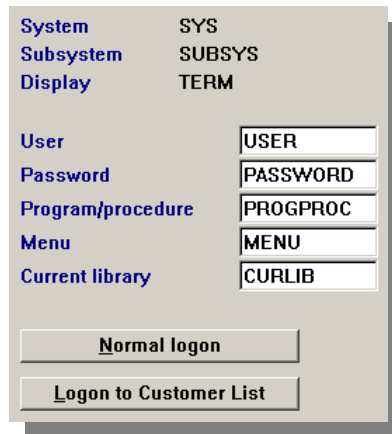 System SYS
Subsystem SUBSYS
Display TERM
User USER
Password PASSWORD
Program/procedure PROGPROC
Menu MENU
Current library CURLIB
Normal logon
Logon to Customer List